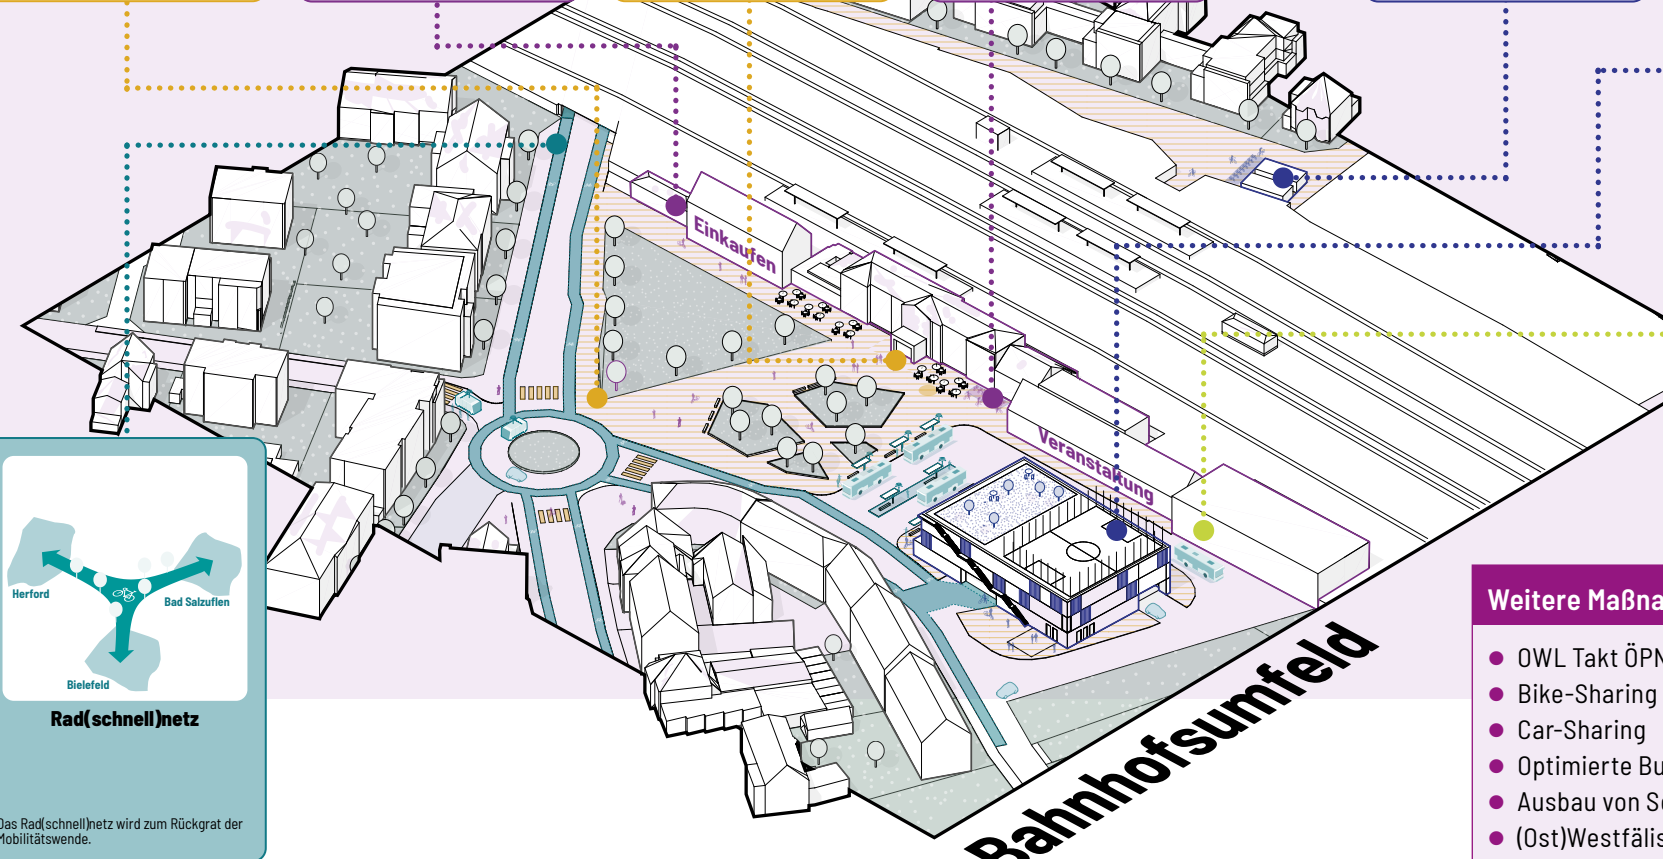 Einkaufen
Veranstaltung
Herford
Bad Salzuflen
Bielefeld
Rad(schnell)netz
Das Rad(schnell)netz wird zum Rückgrat der
Mobilitätswende.
Bahnhofsumfeld
Weitere Maßna
OWL Takt ÖPN
Bike-Sharing
Car-Sharing
Optimierte Bu
Ausbau von S
(Ost)Westfälis